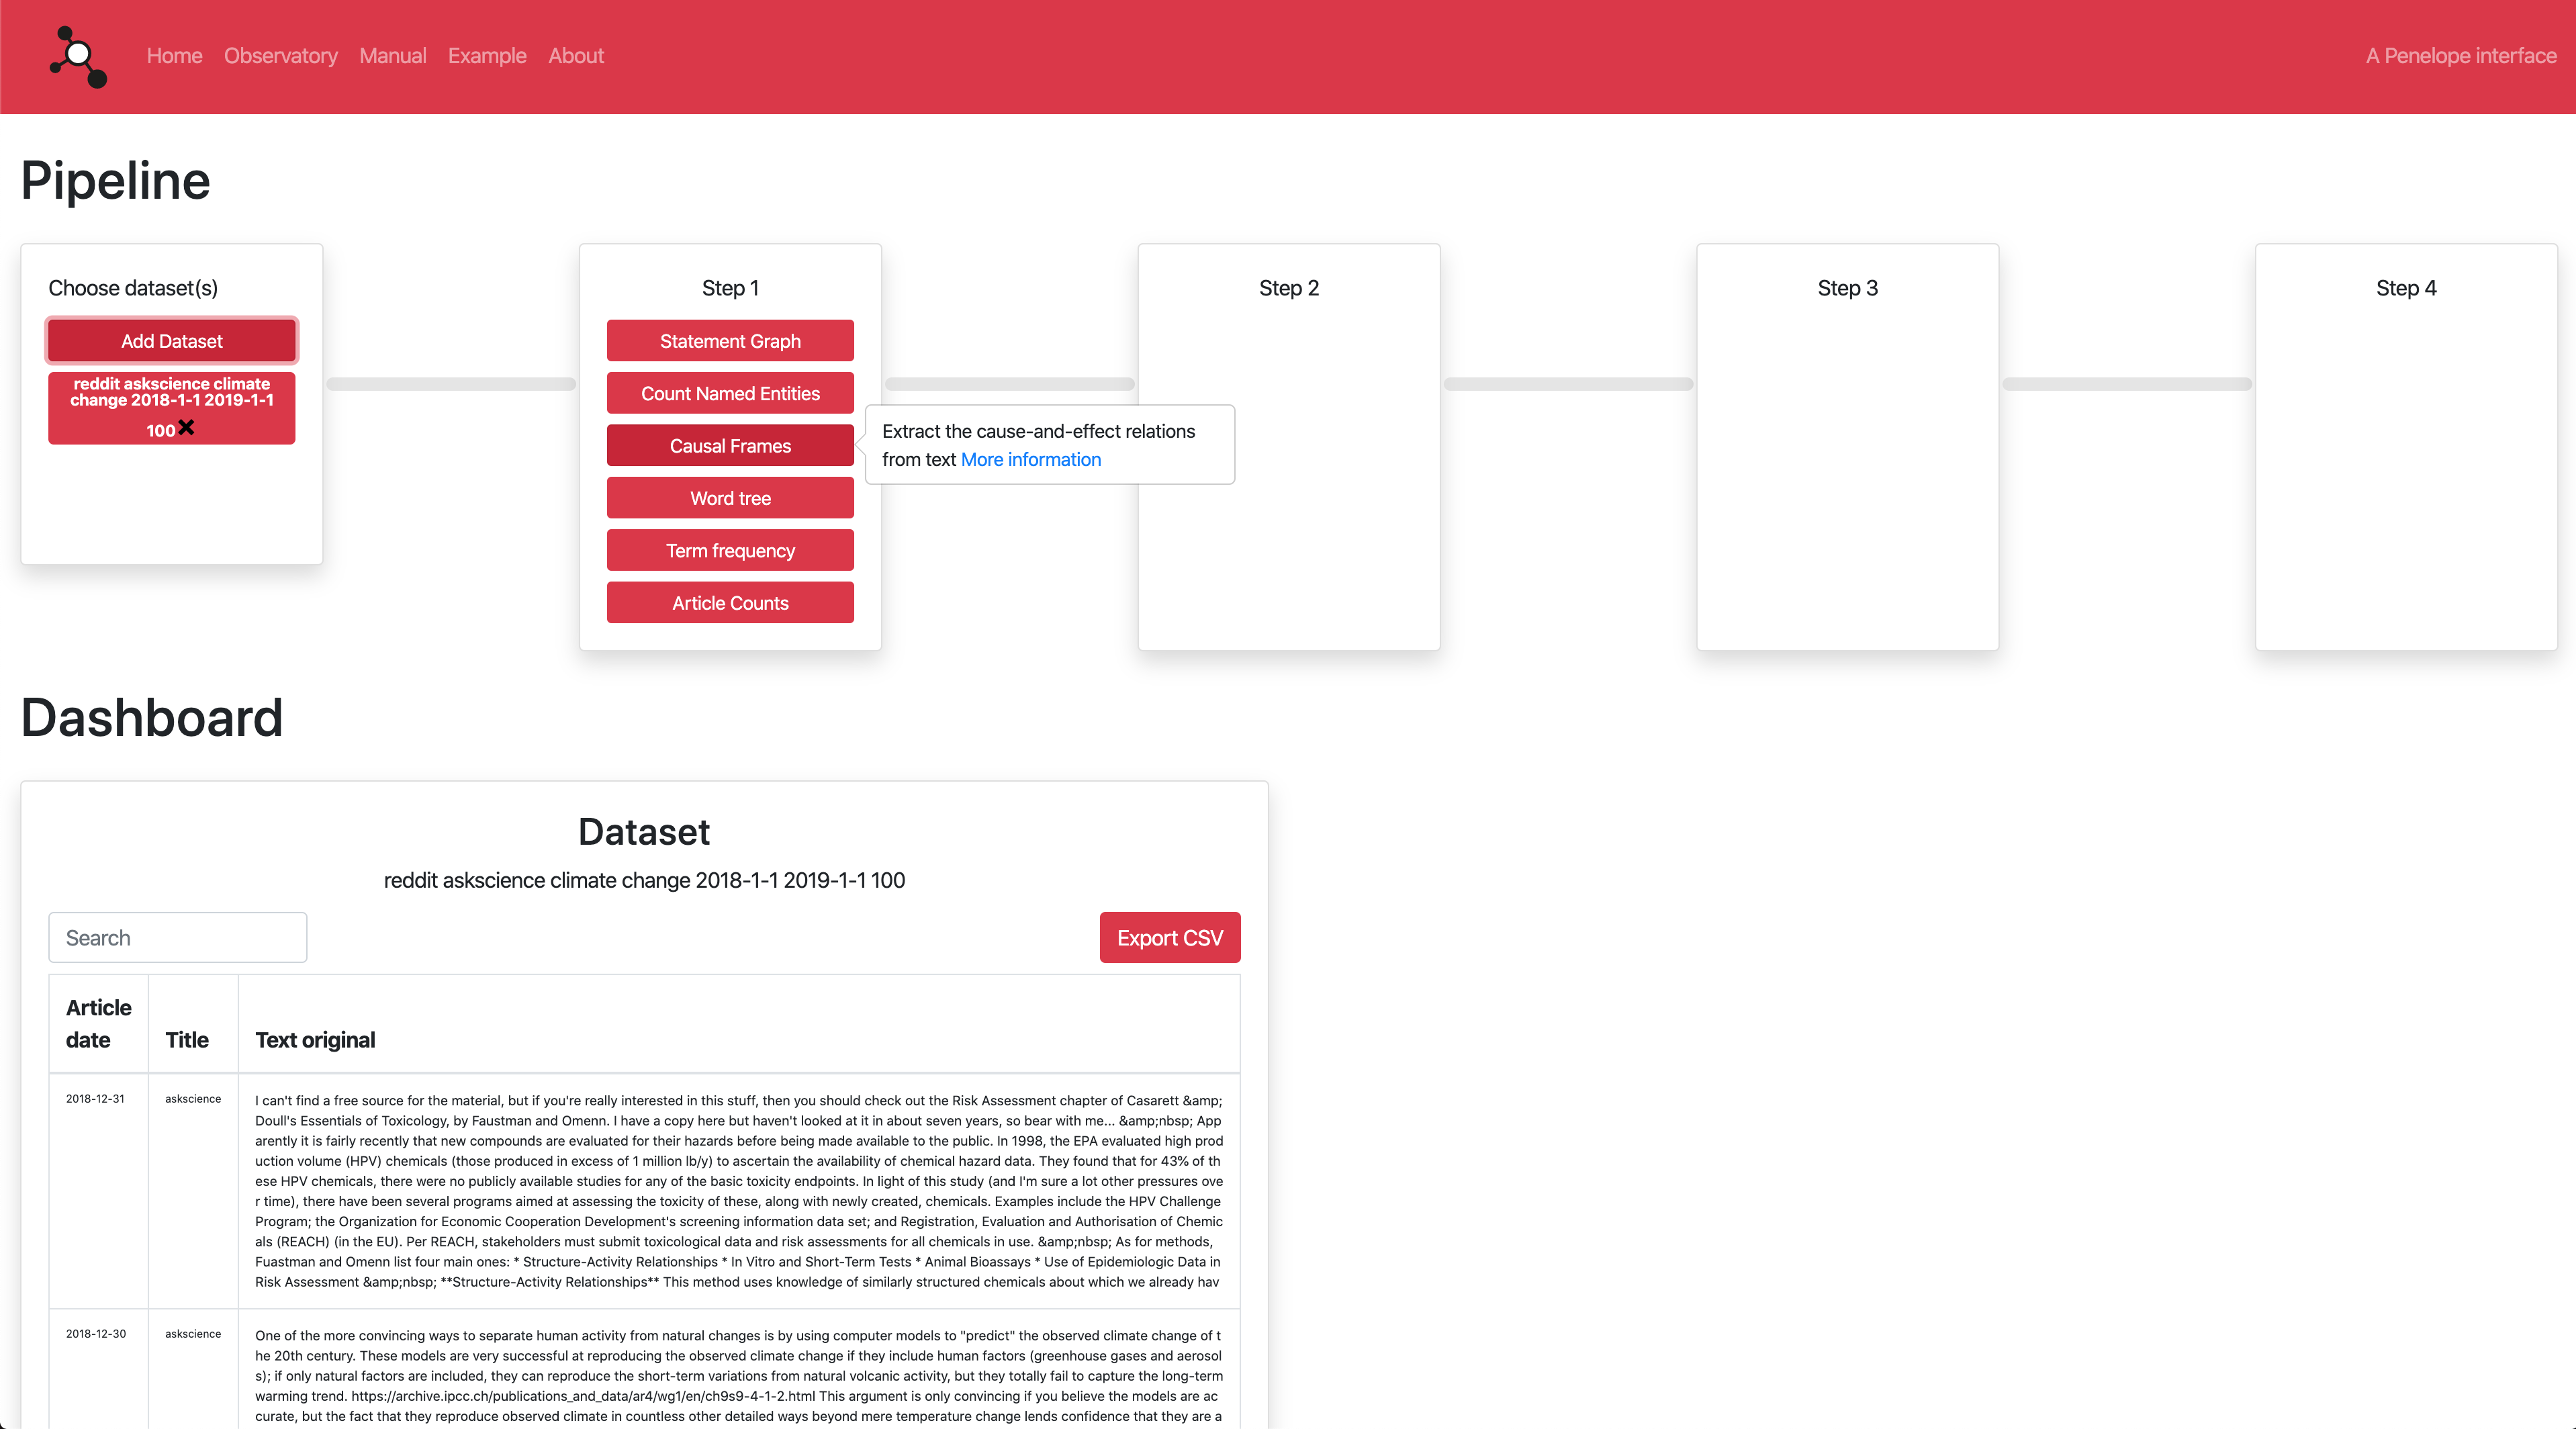 Home Observatory Manual Example About A Penelope interface
Pipeline
Choose dataset(s)
Add Dataset
reddit askscience climate
change 2018-1-1 2019-1-1
100
Step 1
Statement Graph
Count Named Entities
Causal Frames
Word tree
Term frequency
Article Counts
Extract the cause-and-effect relations
from text More information
Step 2
Step 3
Step 4
Dashboard
Dataset
reddit askscience climate change 2018-1-1 2019-1-1 100
Search
Export CSV
Article
date
Title
Text original
2018-12-31
askscience
I can't find a free source for the material, but if you're really interested in this stuff, then you should check out the Risk Assessment chapter of Casarett &amp;
Doull's Essentials of Toxicology, by Faustman and Omenn. I have a copy here but haven't looked at it in about seven years, so bear with me... &amp;nbsp; App
arently it is fairly recently that new compounds are evaluated for their hazards before being made available to the public. In 1998, the EPA evaluated high prod
uction volume (HPV) chemicals (those produced in excess of 1 million lb/y) to ascertain the availability of chemical hazard data. They found that for 43% of th
ese HPV chemicals, there were no publicly available studies for any of the basic toxicity endpoints. In light of this study (and I'm sure a lot other pressures ove
r time), there have been several programs aimed at assessing the toxicity of these, along with newly created, chemicals. Examples include the HPV Challenge
Program; the Organization for Economic Cooperation Development's screening information data set; and Registration, Evaluation and Authorisation of Chemic
als (REACH) (in the EU). Per REACH, stakeholders must submit toxicological data and risk assessments for all chemicals in use. &amp;nbsp; As for methods,
Fuastman and Omenn list four main ones: * Structure-Activity Relationships * In Vitro and Short-Term Tests * Animal Bioassays * Use of Epidemiologic Data in
Risk Assessment &amp;nbsp; **Structure-Activity Relationships** This method uses knowledge of similarly structured chemicals about which we already hav
2018-12-30
askscience
One of the more convincing ways to separate human activity from natural changes is by using computer models to "predict" the observed climate change of t
he 20th century. These models are very successful at reproducing the observed climate change if they include human factors (greenhouse gases and aerosol
s); if only natural factors are included, they can reproduce the short-term variations from natural volcanic activity, but they totally fail to capture the long-term
warming trend. https://archive.ipcc.ch/publications_and_data/ar4/wg1/en/ch9s9-4-1-2.html This argument is only convincing if you believe the models are ac
curate, but the fact that they reproduce observed climate in countless other detailed ways beyond mere temperature change lends confidence that they are a